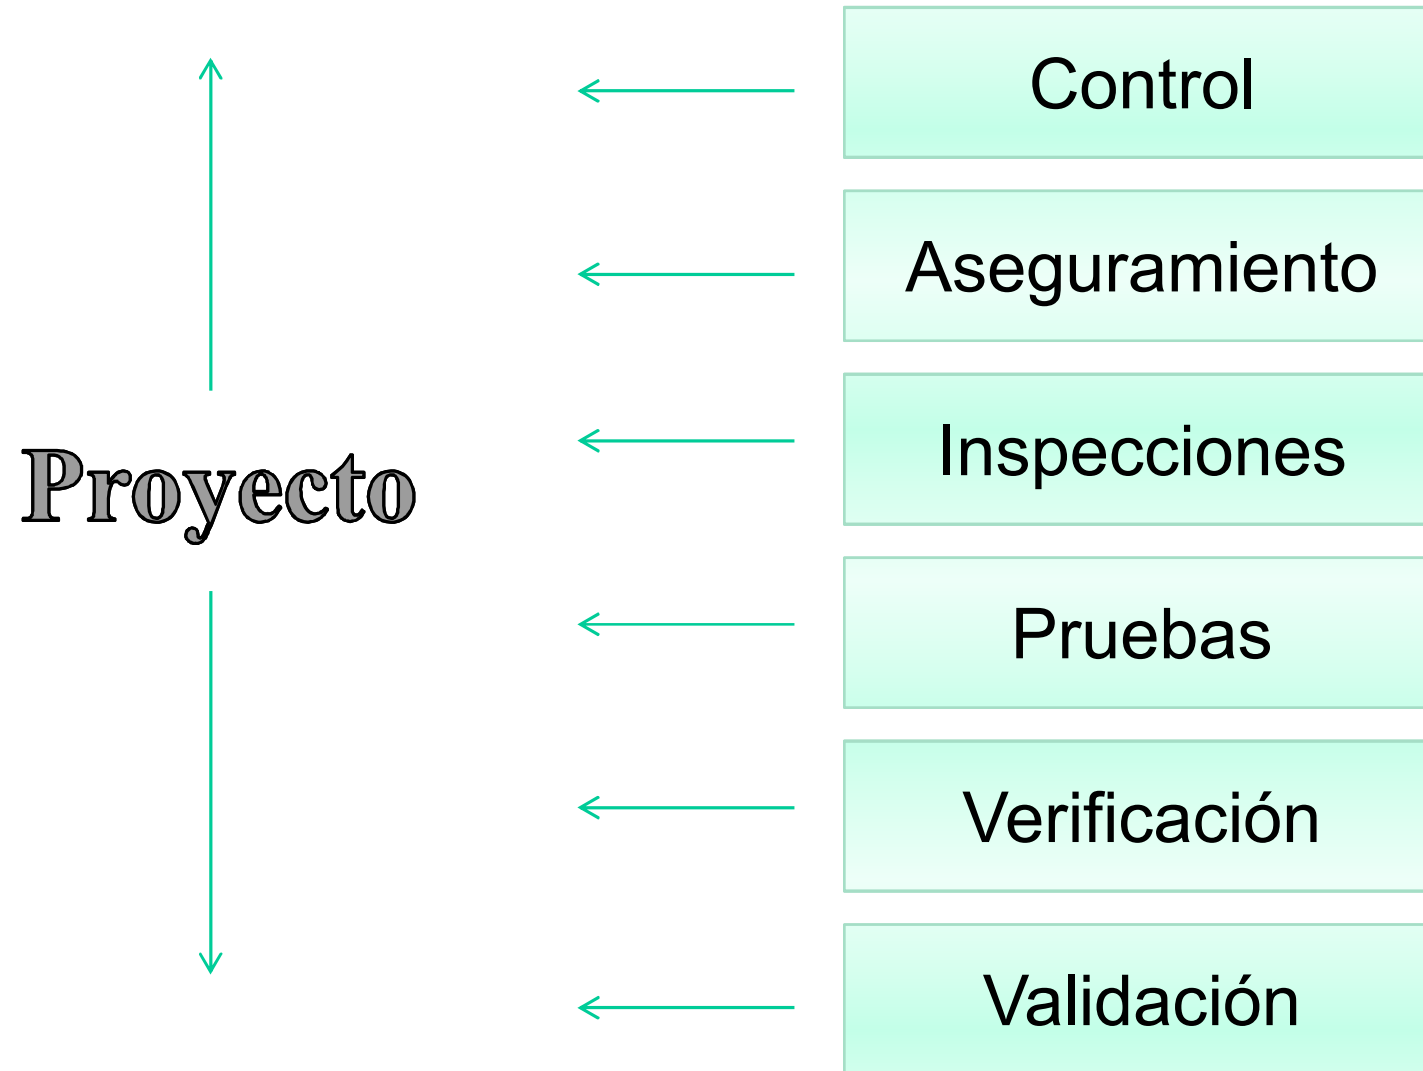 Control
Aseguramiento
Inspecciones
Proyecto
Pruebas
Verificación
Validación